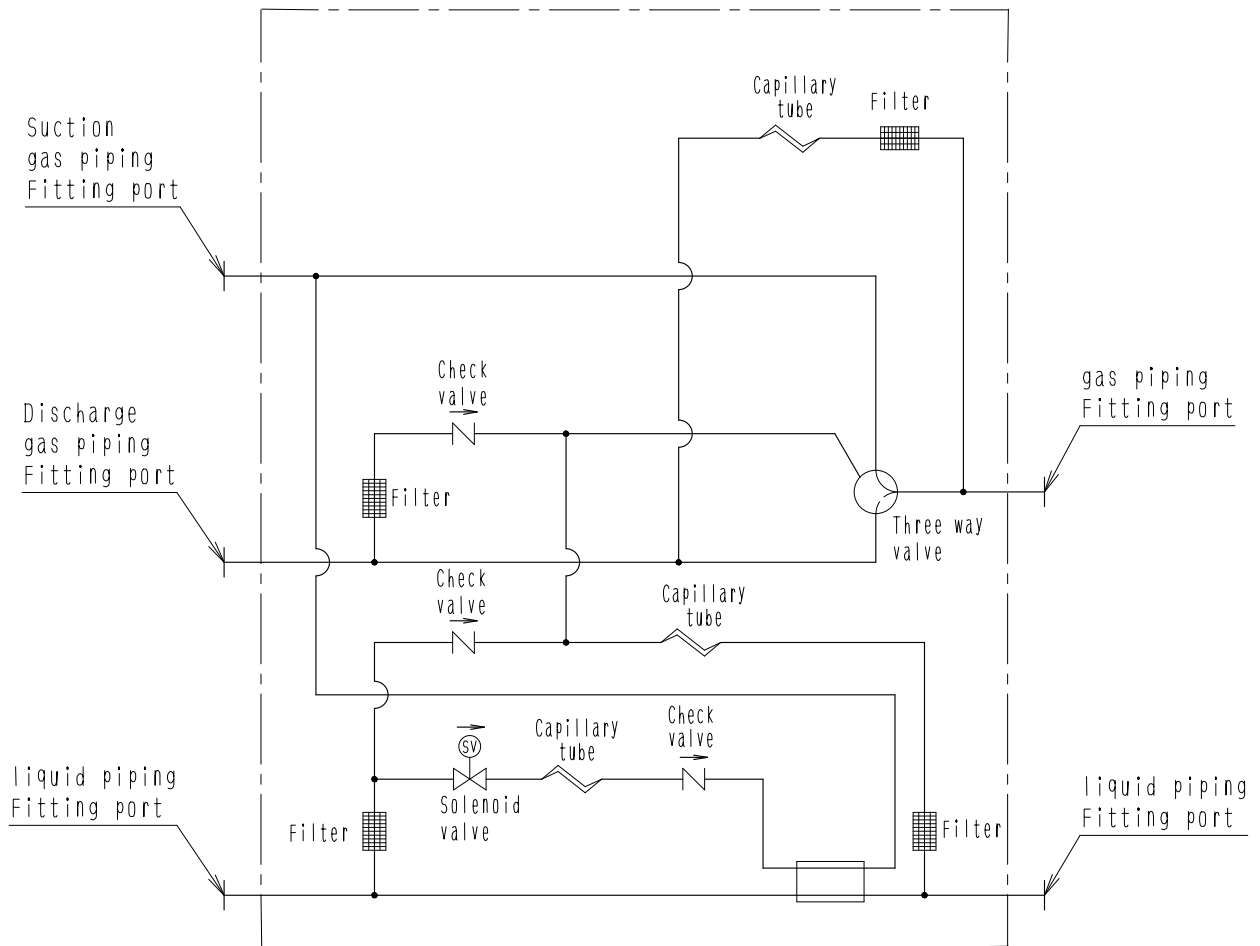 Capillary
tube
Filter
Suction
gas piping
Fitting port
Check
valve
gas piping
Fitting port
Discharge
gas piping
Fitting port
Filter
Three way
valve
Check
valve
Capillary
tube
SV
Capillary
tube
Check
valve
liquid piping
Fitting port
Solenoid
valve
Filter
Filter
liquid piping
Fitting port